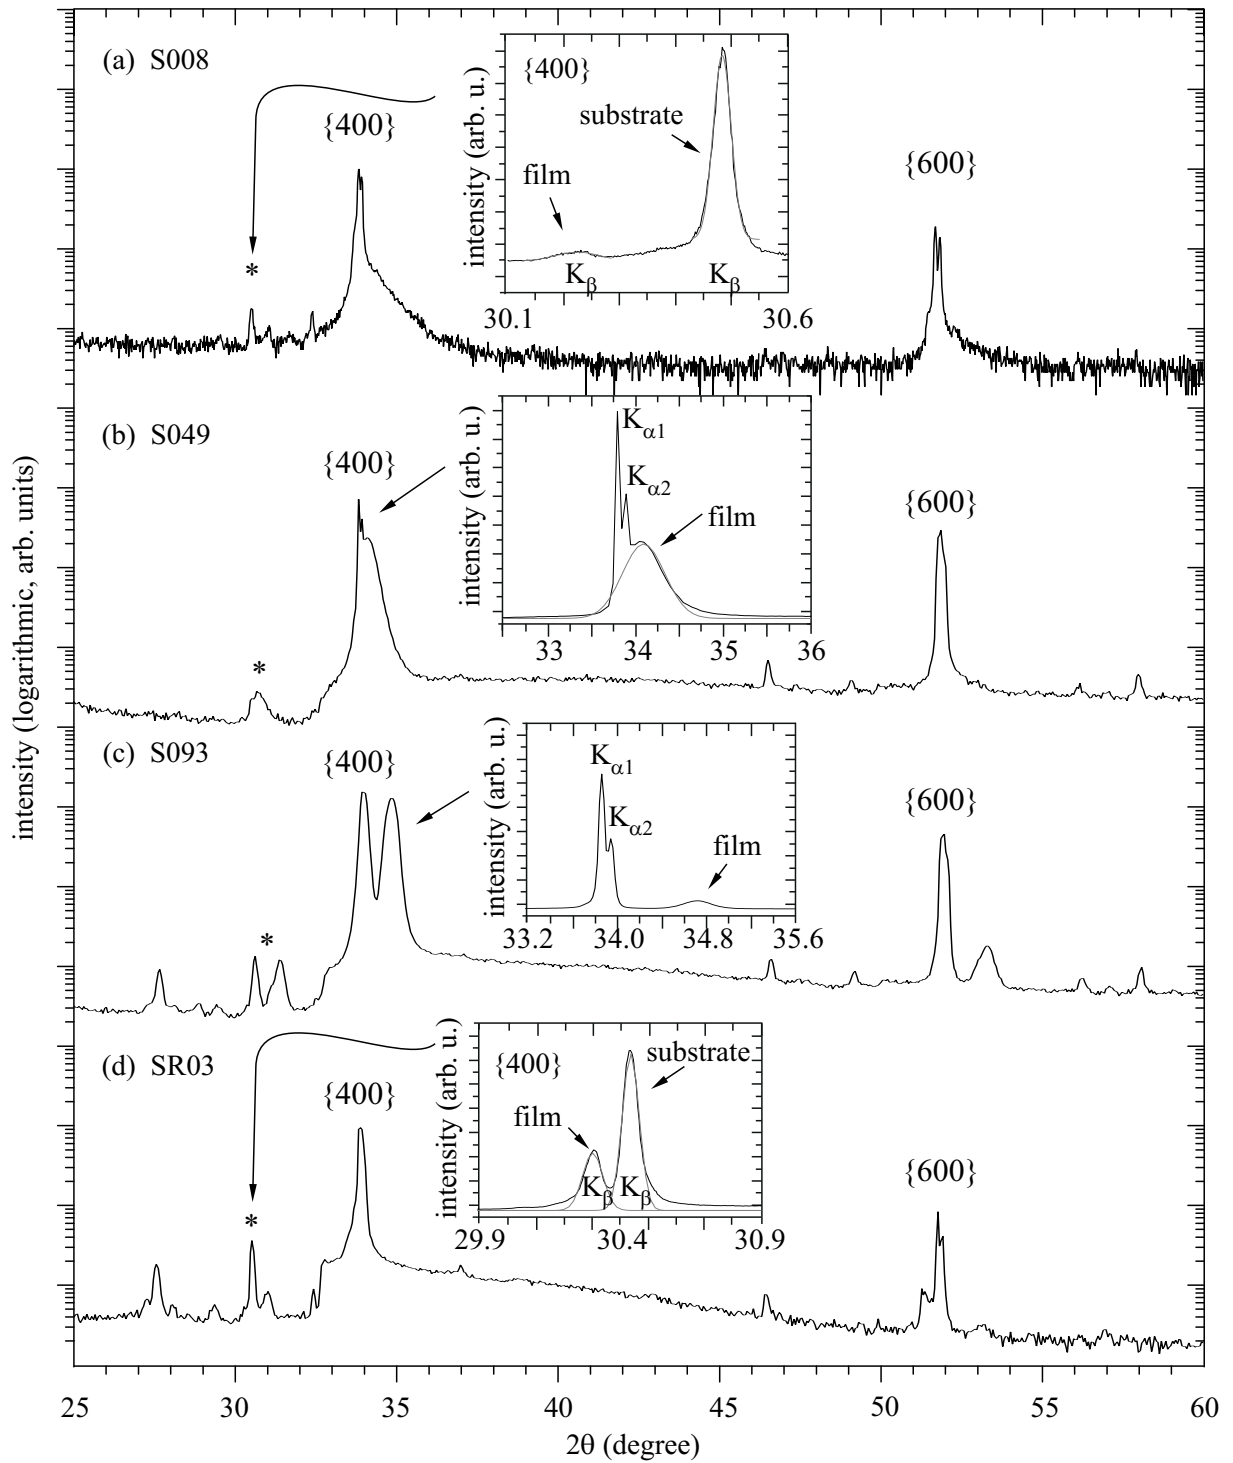 (a) S008
{400}
*
{600}
{400}
substrate
film
Kβ
Kβ
intensity (arb. u.)
30.1 30.6
(b) S049
{400}
*
{600}
Kα1
Kα2
film
intensity (arb. u.)
33 34 35 36
(c) S093
{400}
*
{600}
Kα1
Kα2
film
intensity (arb. u.)
33.2 34.0 34.8 35.6
(d) SR03
{400}
*
{600}
{400}
substrate
film
Kβ
Kβ
intensity (arb. u.)
29.9 30.4 30.9
intensity (logarithmic, arb. units)
25 30 35 40 45 50 55 60
2θ (degree)